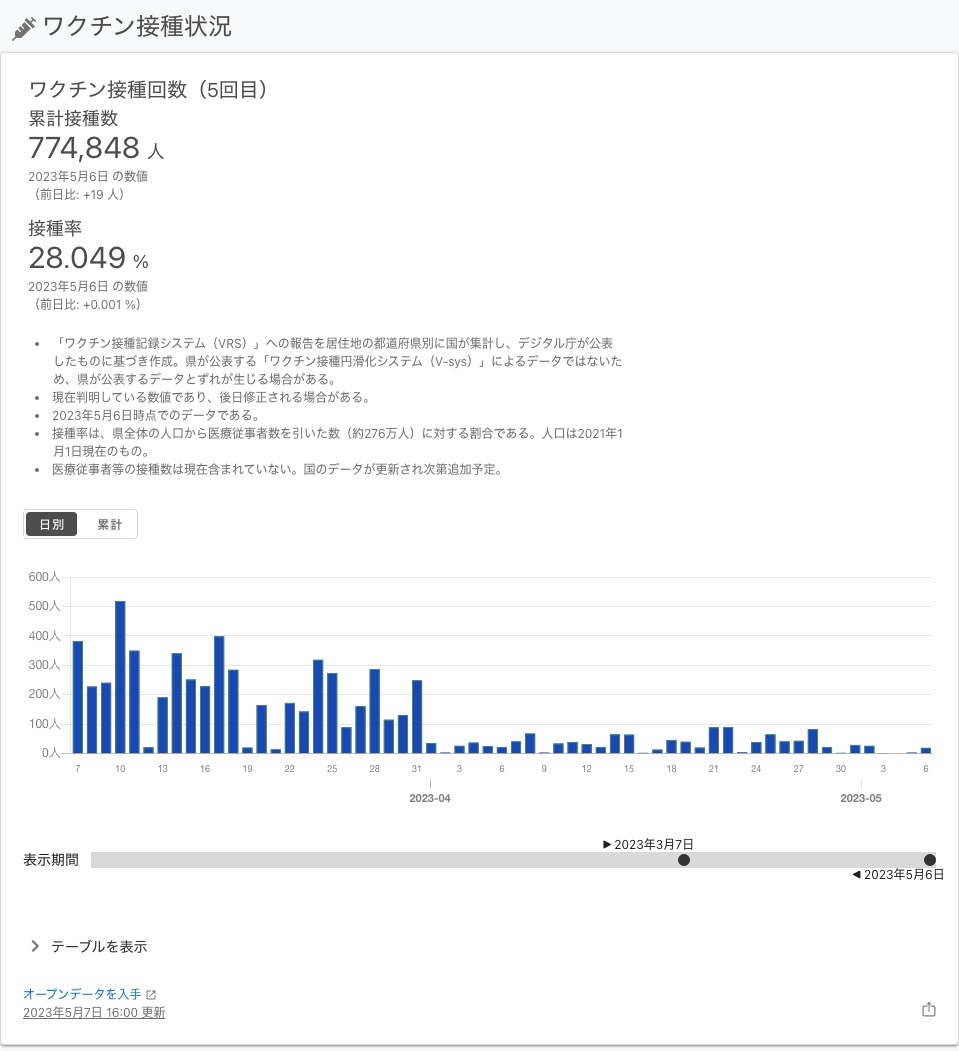 ワクチン接種状況
ワクチン接種回数（5回目）
累計接種数
774,848 人
2023年5月6日 の数値
（前日比: +19 人）
接種率
28.049 %
2023年5月6日 の数値
（前日比: +0.001 %）
• 「ワクチン接種記録システム（VRS）」への報告を居住地の都道府県別に国が集計し、デジタル庁が公表
したものに基づき作成。県が公表する「ワクチン接種円滑化システム（V-sys）」によるデータではないた
め、県が公表するデータとずれが生じる場合がある。
• 現在判明している数値であり、後日修正される場合がある。
• 2023年5月6日時点でのデータである。
• 接種率は、県全体の人口から医療従事者数を引いた数（約276万人）に対する割合である。人口は2021年1
月1日現在のもの。
• 医療従事者等の接種数は現在含まれていない。国のデータが更新され次第追加予定。
日別 累計
600人
500人
400人
300人
200人
100人
0人
7 10 13 16 19 22 25 28 31 3 6 9 12 15 18 21 24 27 30 3 6
2023-04 2023-05
▶ 2023年3月7日
表示期間
◀ 2023年5月6日
テーブルを表示
オープンデータを入手
2023年5月7日 16:00 更新